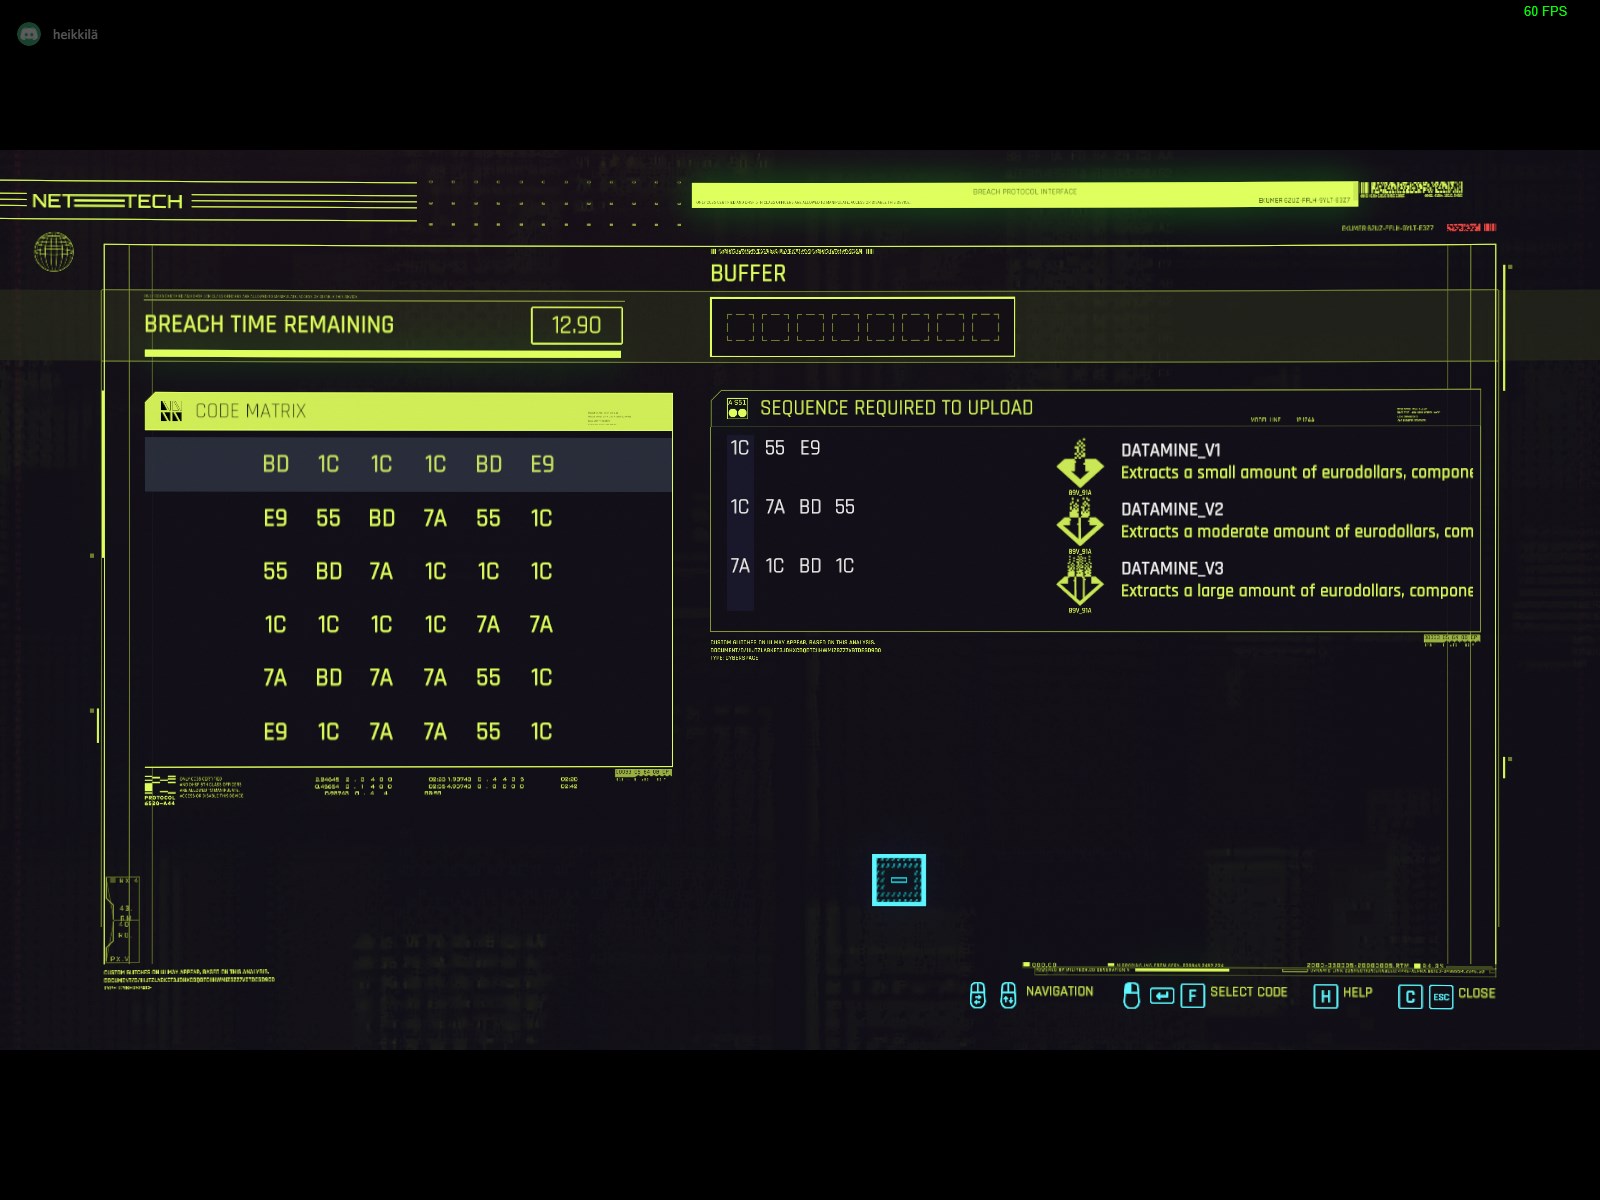 60 FPS
heikkilä
NETTECH
BREACH PROTOCOL INTERFACE
BUFFER
BREACH TIME REMAINING
12.90
CODE MATRIX
BD 1C 1C 1C BD E9
E9 55 BD 7A 55 1C
55 BD 7A 1C 1C 1C
1C 1C 1C 1C 7A 7A
7A BD 7A 7A 55 1C
E9 1C 7A 7A 55 1C
SEQUENCE REQUIRED TO UPLOAD
1C 55 E9
DATAMINE_V1
Extracts a small amount of eurodollars, compone
1C 7A BD 55
DATAMINE_V2
Extracts a moderate amount of eurodollars, com
7A 1C BD 1C
DATAMINE_V3
Extracts a large amount of eurodollars, compone
PROTOCOL
6520-A44
NAVIGATION
F SELECT CODE
H HELP
C ESC CLOSE